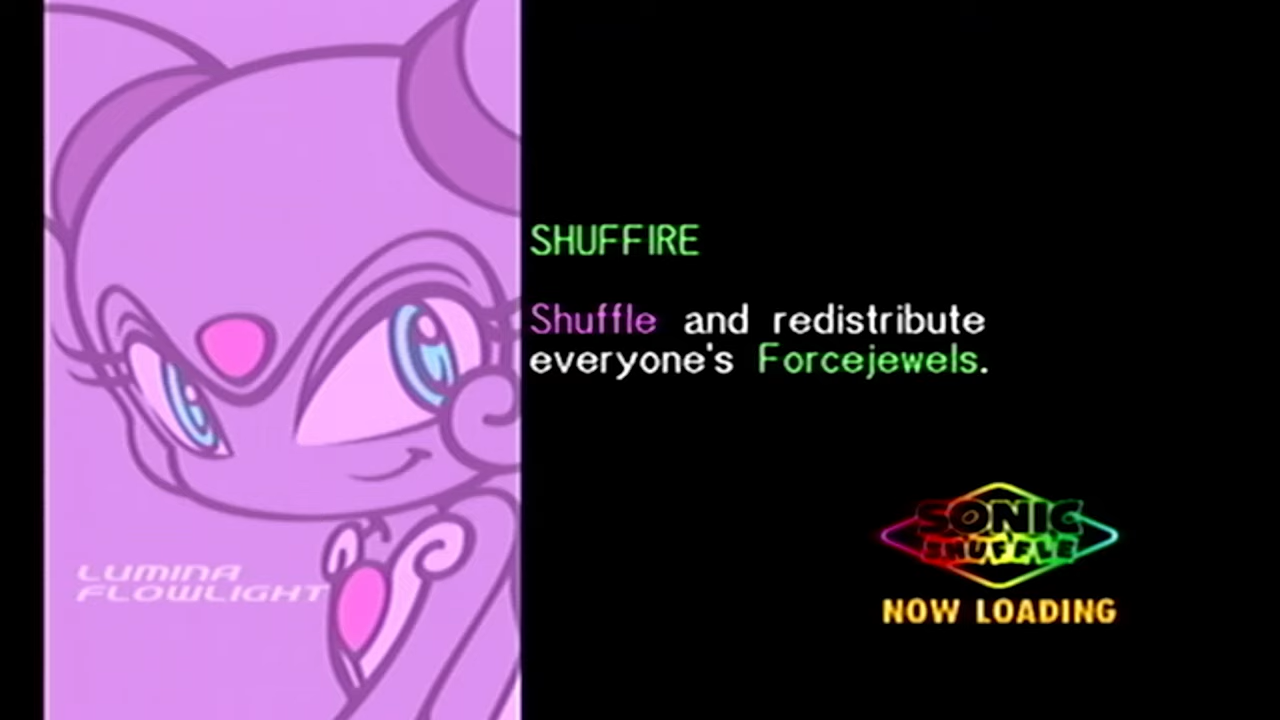 SHUFFIRE
Shuffle and redistribute
everyone's Forcejewels.
LUMINA
FLOWLIGHT
SONIC
SHUFFLE
NOW LOADING